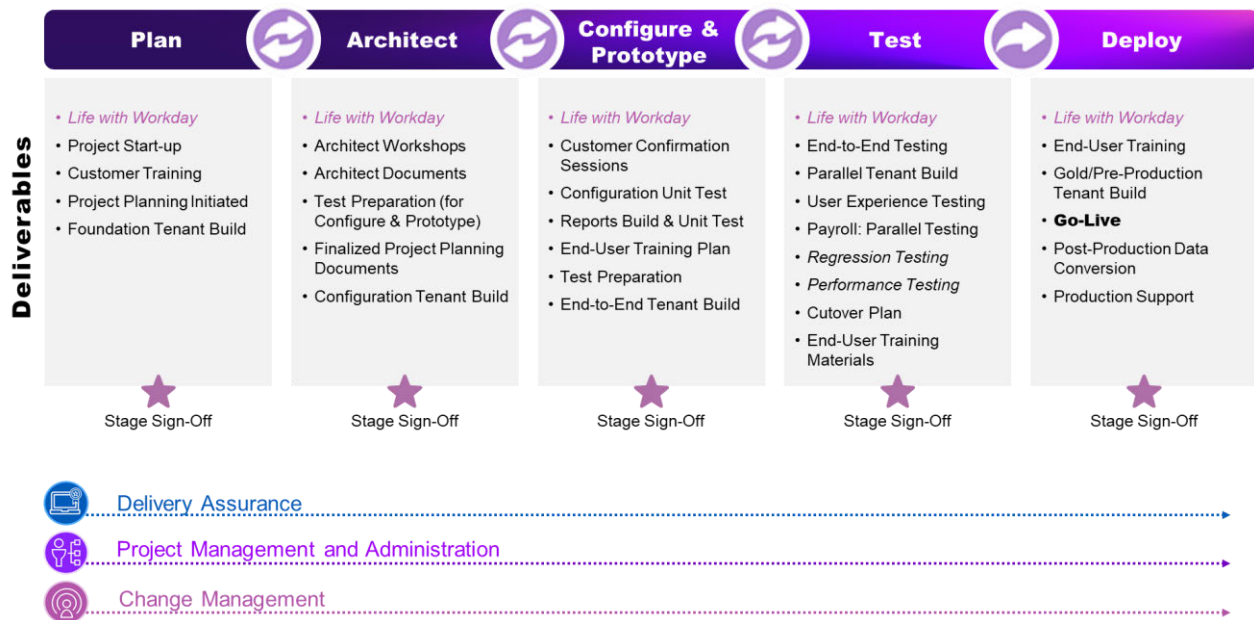 Plan
Architect
Configure &
Prototype
Test
Deploy
Deliverables
• Life with Workday
• Project Start-up
• Customer Training
• Project Planning Initiated
• Foundation Tenant Build
• Life with Workday
• Architect Workshops
• Architect Documents
• Test Preparation (for
Configure & Prototype)
• Finalized Project Planning
Documents
• Configuration Tenant Build
• Life with Workday
• Customer Confirmation
Sessions
• Configuration Unit Test
• Reports Build & Unit Test
• End-User Training Plan
• Test Preparation
• End-to-End Tenant Build
• Life with Workday
• End-to-End Testing
• Parallel Tenant Build
• User Experience Testing
• Payroll: Parallel Testing
• Regression Testing
• Performance Testing
• Cutover Plan
• End-User Training
Materials
• Life with Workday
• End-User Training
• Gold/Pre-Production
Tenant Build
• Go-Live
• Post-Production Data
Conversion
• Production Support
Stage Sign-Off
Stage Sign-Off
Stage Sign-Off
Stage Sign-Off
Stage Sign-Off
Delivery Assurance
Project Management and Administration
Change Management